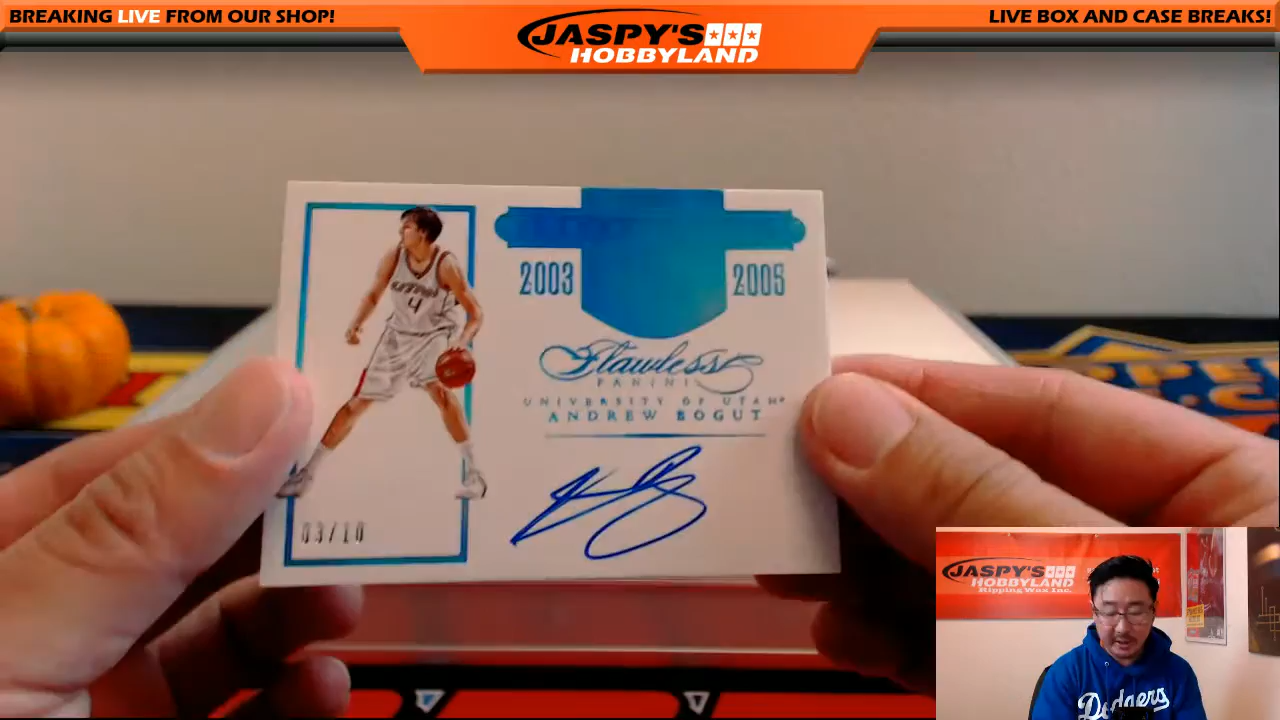 BREAKING LIVE FROM OUR SHOP!
JASPY'S
HOBBYLAND
LIVE BOX AND CASE BREAKS!
2003
2005
UTAH
4
Flawless
PANINI
UNIVERSITY OF UTAH
ANDREW BOGUT
03/10
JASPY'S
HOBBYLAND
Ripping Wax Inc.
Dodgers